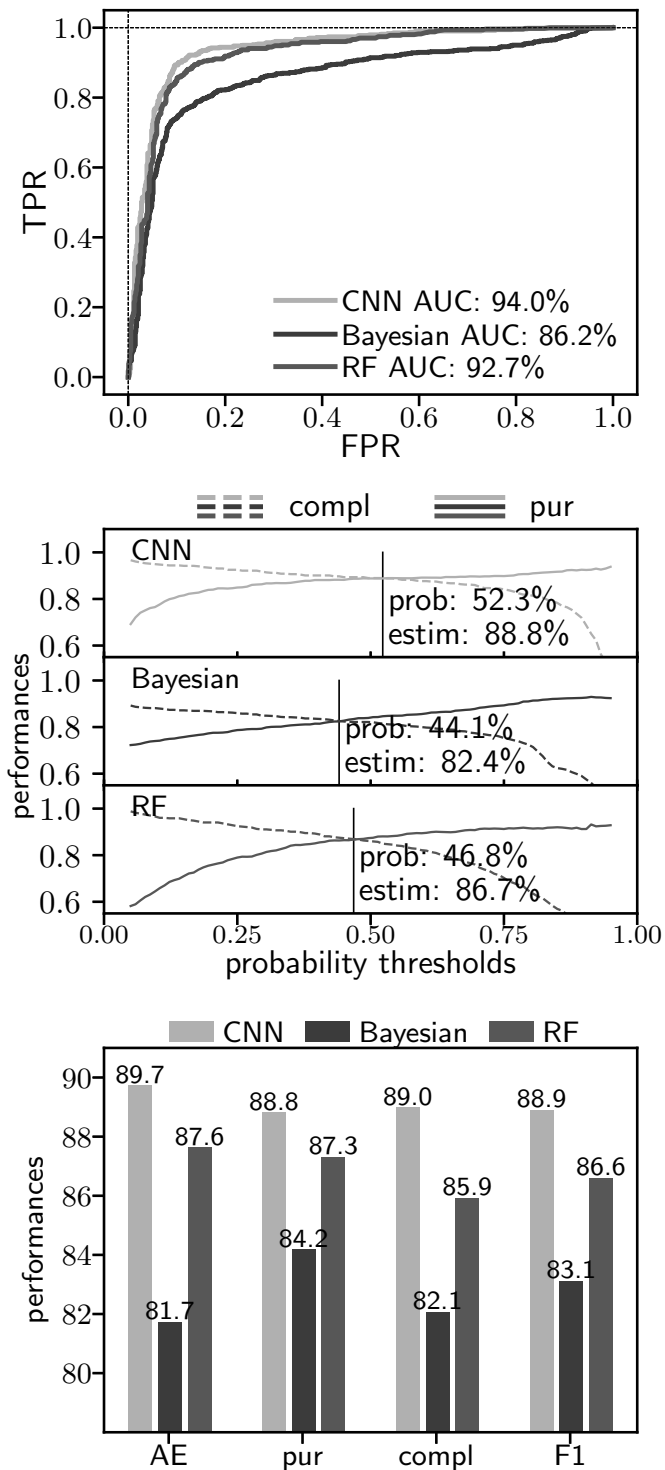 1.0
0.8
0.6
0.4
0.2
0.0
TPR
CNN AUC: 94.0%
Bayesian AUC: 86.2%
RF AUC: 92.7%
0.0 0.2 0.4 0.6 0.8 1.0
FPR
compl pur
CNN
1.0
0.8
0.6
prob: 52.3%
estim: 88.8%
performances
Bayesian
1.0
0.8
0.6
prob: 44.1%
estim: 82.4%
RF
1.0
0.8
0.6
prob: 46.8%
estim: 86.7%
0.00 0.25 0.50 0.75 1.00
probability thresholds
CNN Bayesian RF
performances
90
88
86
84
82
80
89.7 81.7 87.6
88.8 84.2 87.3
89.0 82.1 85.9
88.9 83.1 86.6
AE pur compl F1